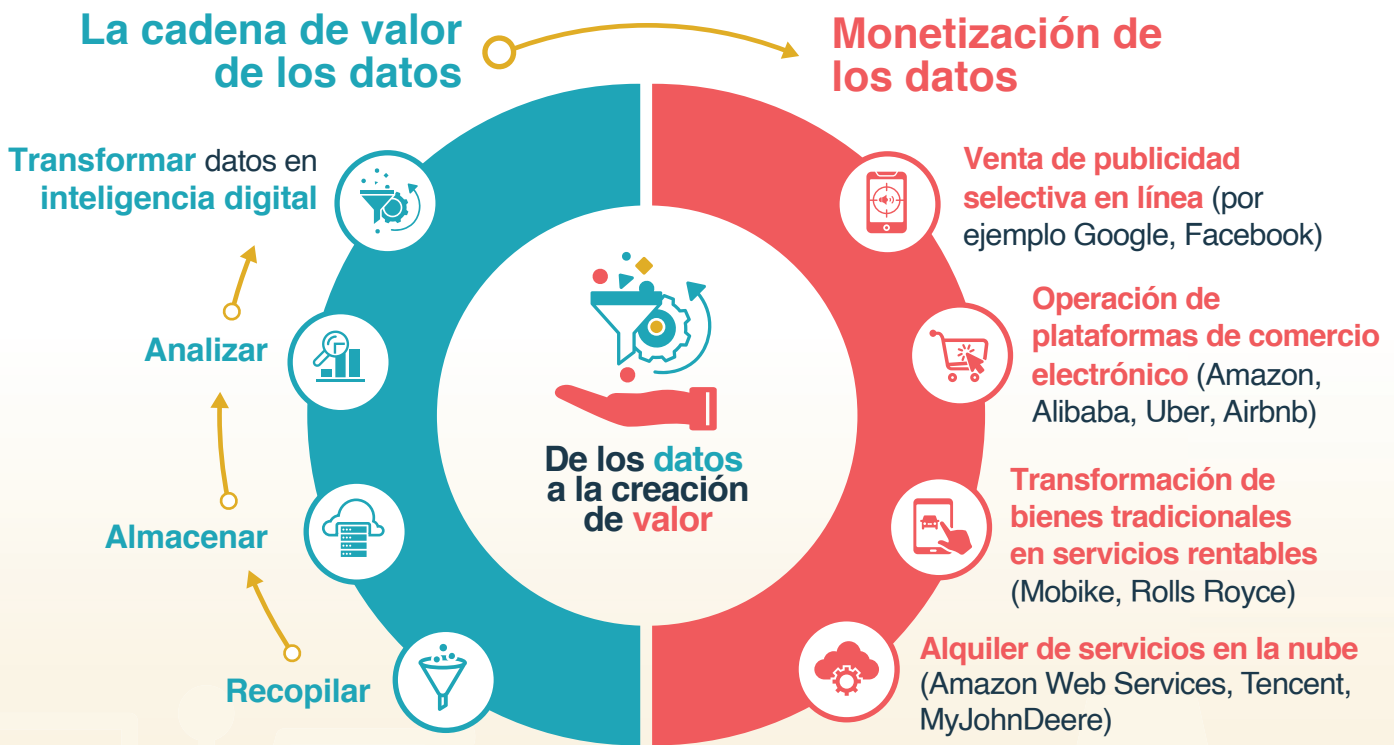 La cadena de valor
de los datos
Transformar datos en
inteligencia digital
Analizar
Almacenar
Recopilar
De los datos
a la creación
de valor
Monetización de
los datos
Venta de publicidad
selectiva en línea (por
ejemplo Google, Facebook)
Operación de
plataformas de comercio
electrónico (Amazon,
Alibaba, Uber, Airbnb)
Transformación de
bienes tradicionales
en servicios rentables
(Mobike, Rolls Royce)
Alquiler de servicios en la nube
(Amazon Web Services, Tencent,
MyJohnDeere)